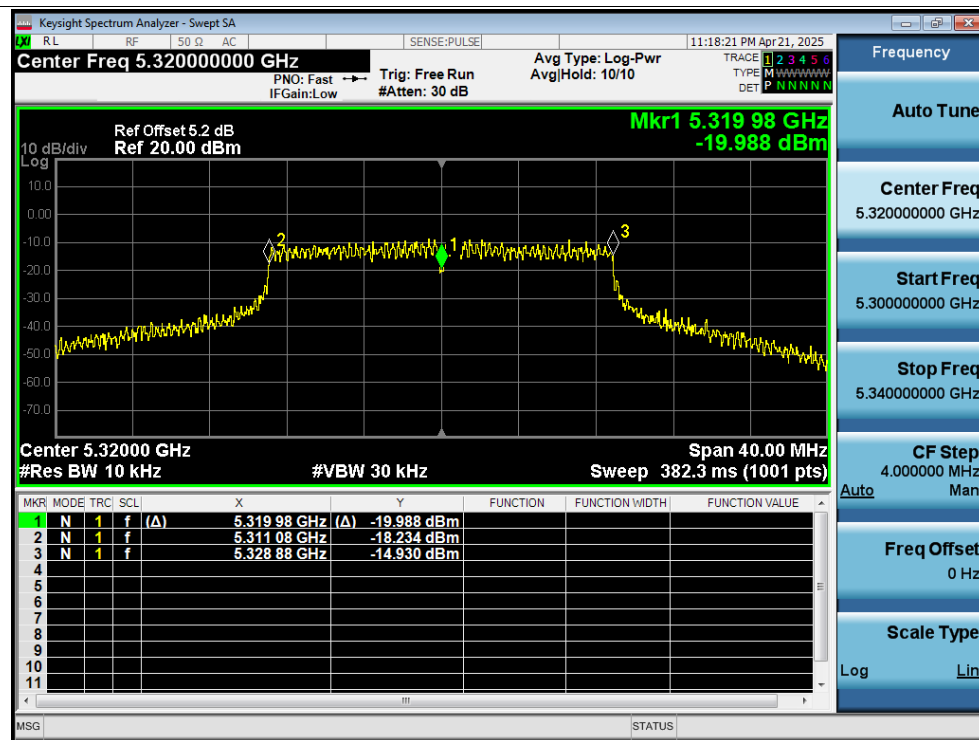 Keysight Spectrum Analyzer - Swept SA
LXI RL RF 50 Ω AC SENSE:PULSE 11:18:21 PM Apr 21, 2025
Center Freq 5.320000000 GHz
PNO: Fast
IFGain:Low
Trig: Free Run
#Atten: 30 dB
Avg Type: Log-Pwr
Avg|Hold: 10/10
TRACE 1 2 3 4 5 6
TYPE M WWWWW
DET P N N N N N
Ref Offset 5.2 dB
10 dB/div Ref 20.00 dBm
Log
Mkr1 5.319 98 GHz
-19.988 dBm
10.0
0.00
-10.0
-20.0
-30.0
-40.0
-50.0
-60.0
-70.0
2
1
3
Center 5.32000 GHz Span 40.00 MHz
#Res BW 10 kHz #VBW 30 kHz Sweep 382.3 ms (1001 pts)
MKR MODE TRC SCL X Y FUNCTION FUNCTION WIDTH FUNCTION VALUE
1 N 1 f (Δ) 5.319 98 GHz (Δ) -19.988 dBm
2 N 1 f 5.311 08 GHz -18.234 dBm
3 N 1 f 5.328 88 GHz -14.930 dBm
4
5
6
7
8
9
10
11
MSG STATUS
Frequency
Auto Tune
Center Freq
5.320000000 GHz
Start Freq
5.300000000 GHz
Stop Freq
5.340000000 GHz
CF Step
4.000000 MHz
Auto Man
Freq Offset
0 Hz
Scale Type
Log Lin